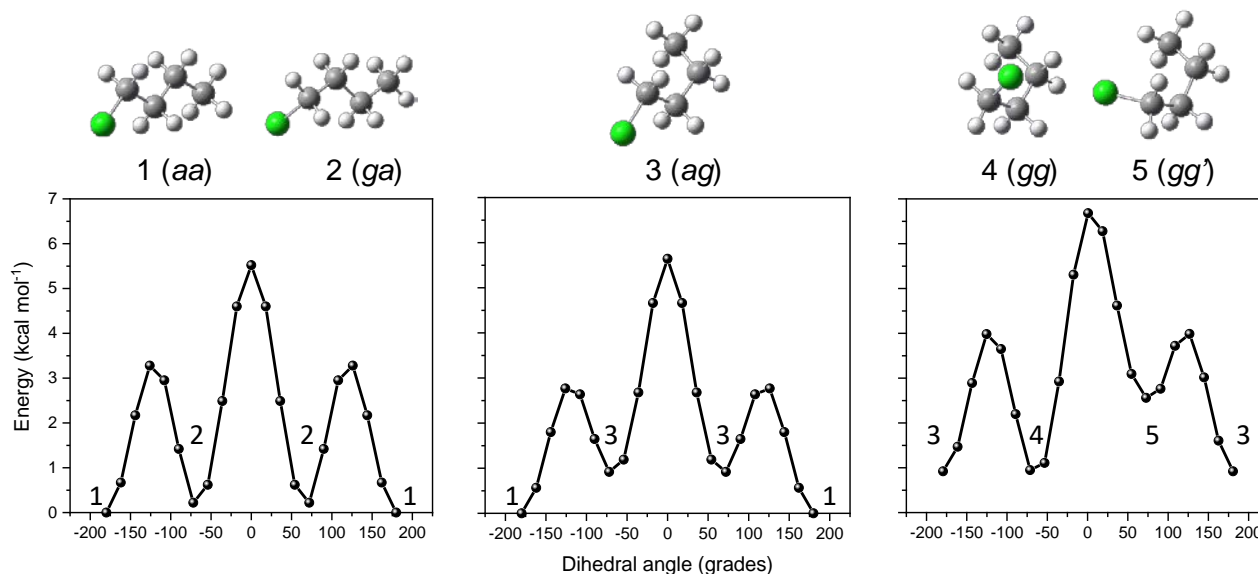 1 (aa) 2 (ga) 3 (ag) 4 (gg) 5 (gg')
Energy (kcal mol⁻¹)
7
6
5
4
3
2
1
0
1 2 2 1
-200 -150 -100 -50 0 50 100 150 200
1 3 3 1
-200 -150 -100 -50 0 50 100 150 200
3 4 5 3
-200 -150 -100 -50 0 50 100 150 200
Dihedral angle (grades)